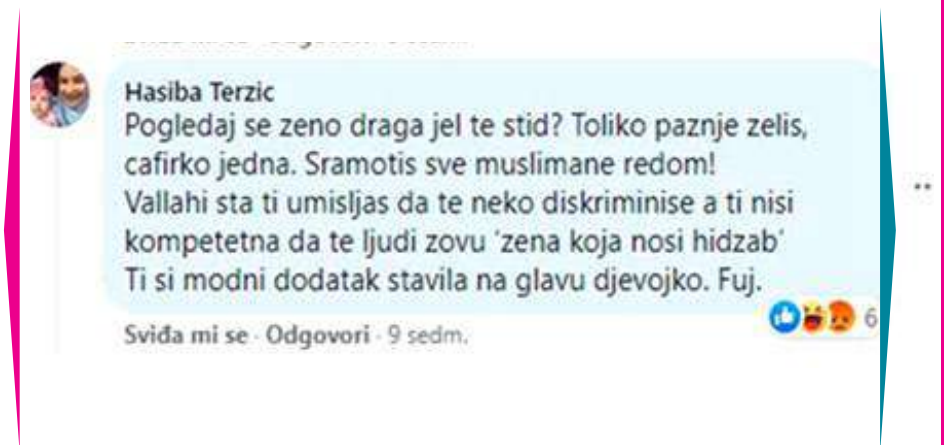 Hasiba Terzic
Pogledaj se zeno draga jel te stid? Toliko paznje zelis,
cafirko jedna. Sramotis sve muslimane redom!
Vallahi sta ti umisljas da te neko diskriminise a ti nisi
kompetetna da te ljudi zovu 'zena koja nosi hidzab'
Ti si modni dodatak stavila na glavu djevojko. Fuj.
6
Sviđa mi se · Odgovori · 9 sedm.